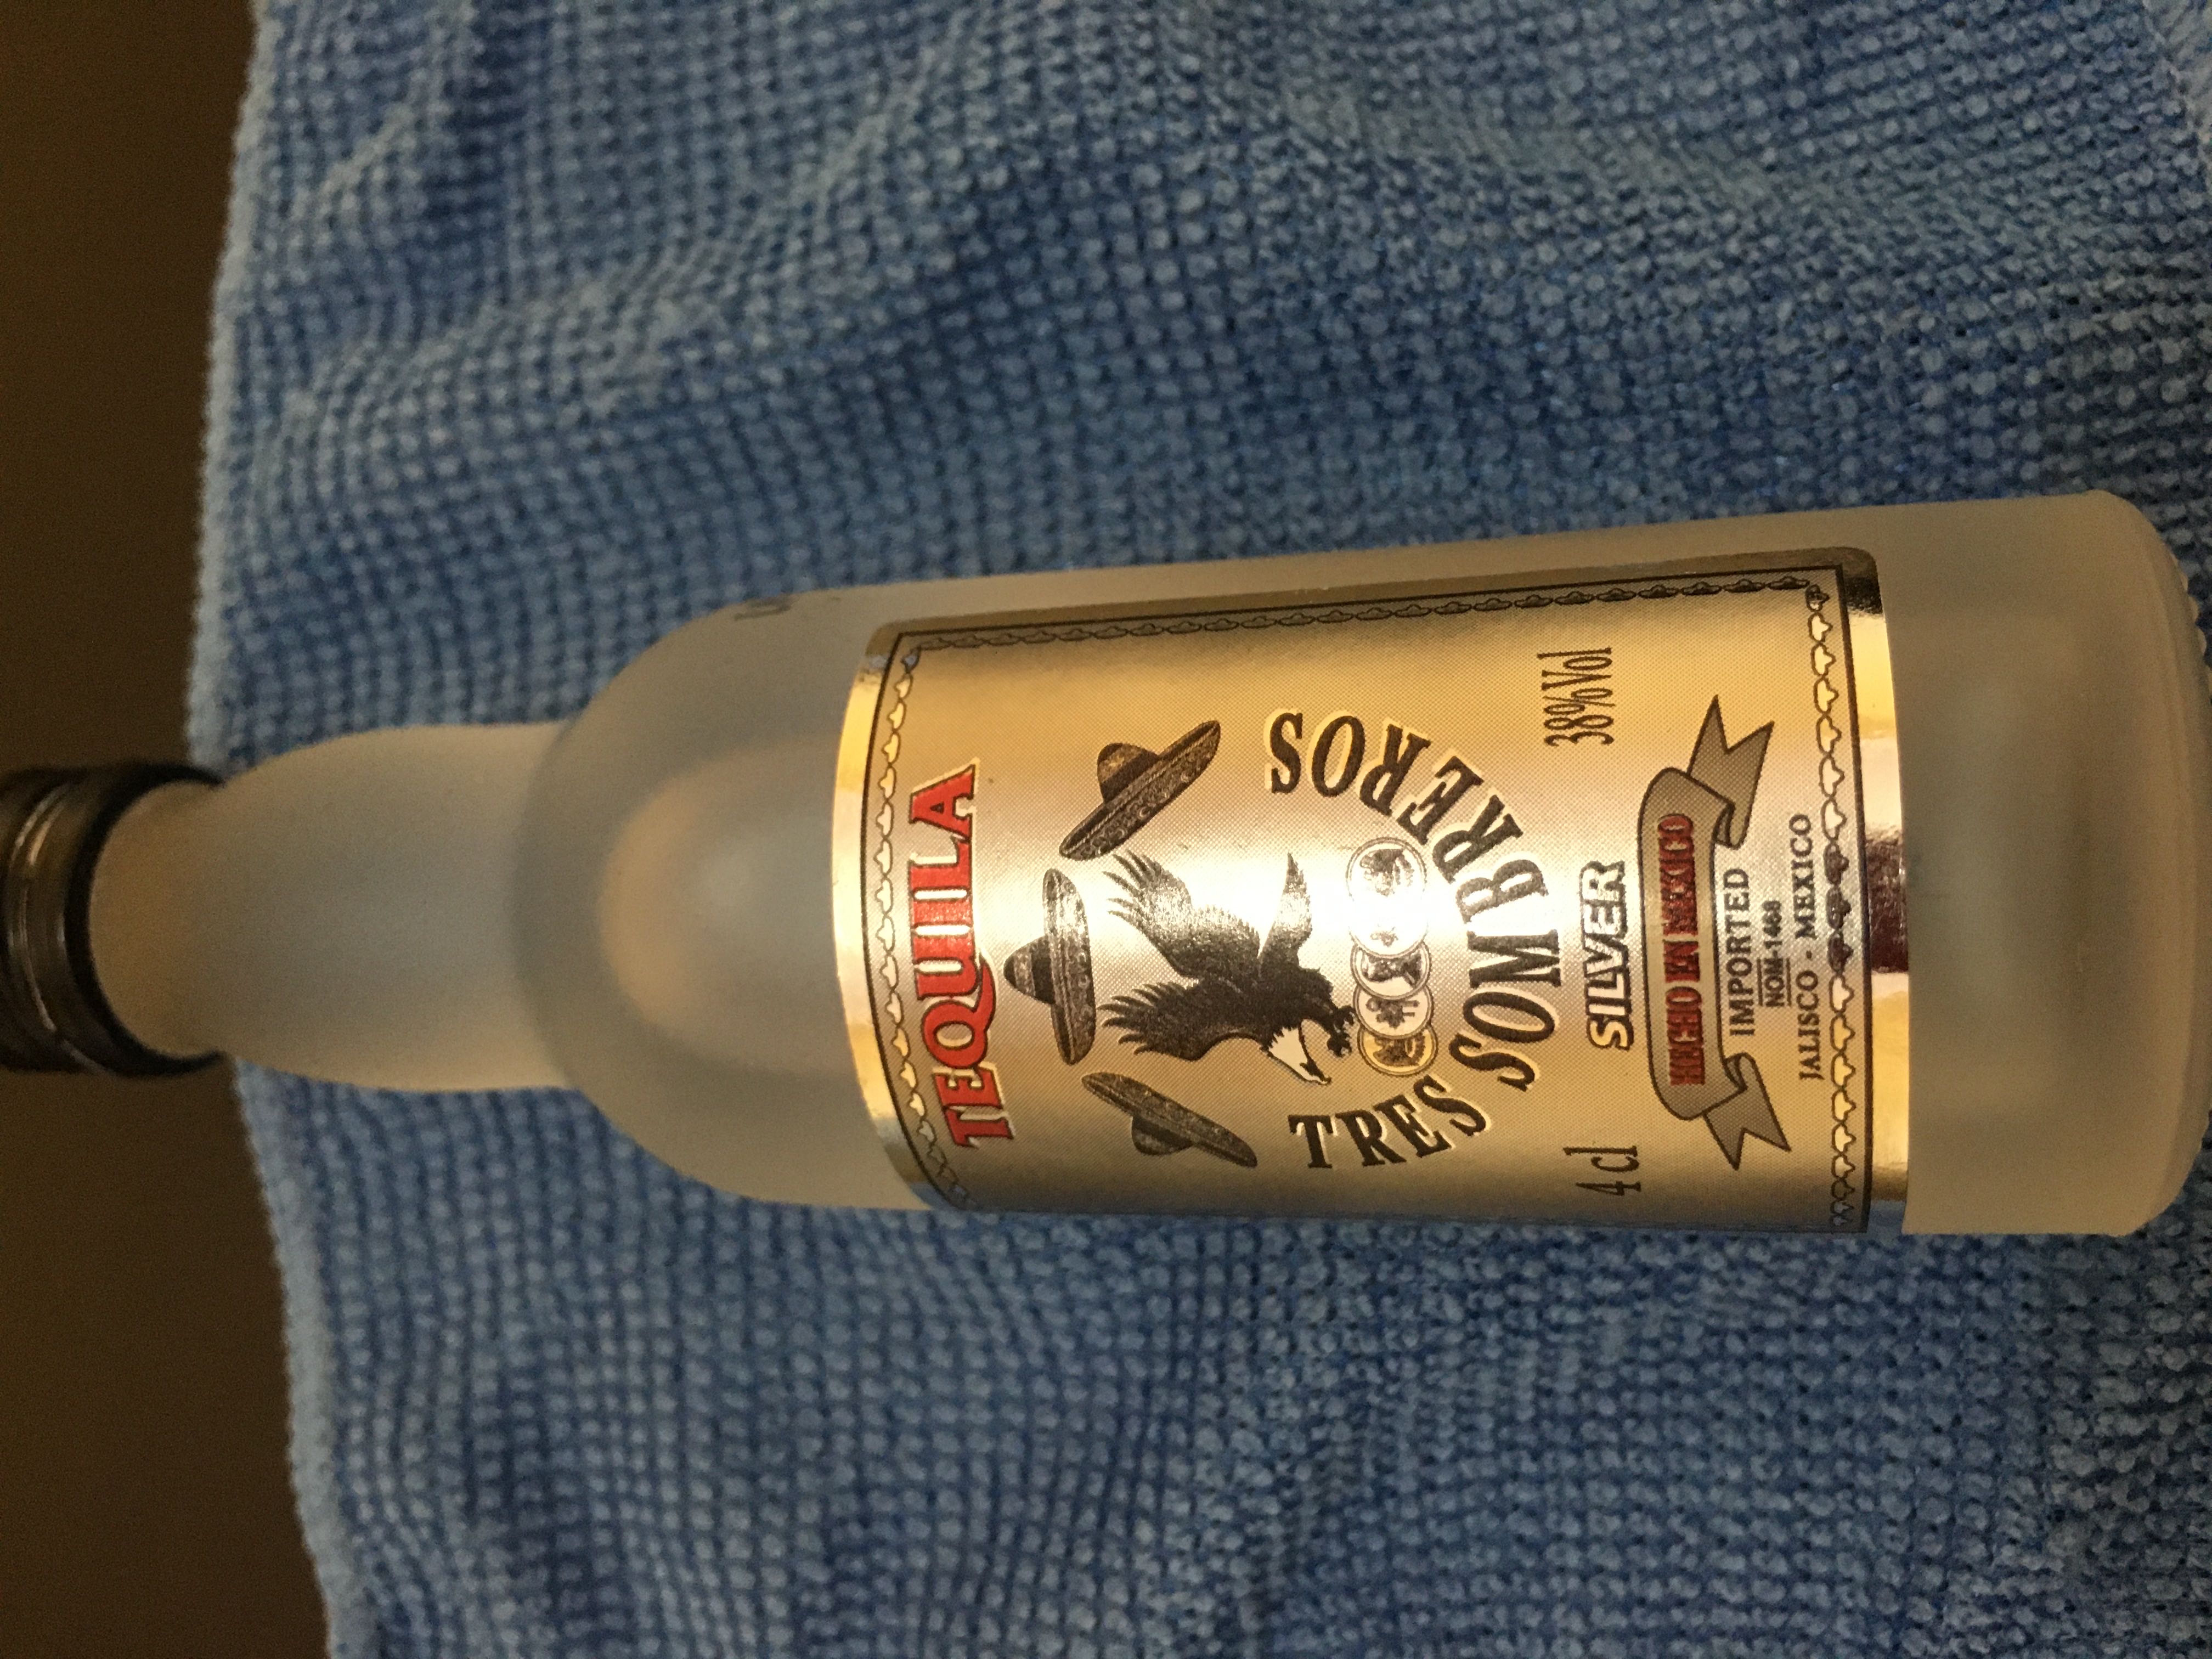 TEQUILA
TRES SOMBREROS
4 cl
38%Vol
SILVER
HECHO EN MEXICO
IMPORTED
NOM-1468
JALISCO - MEXICO